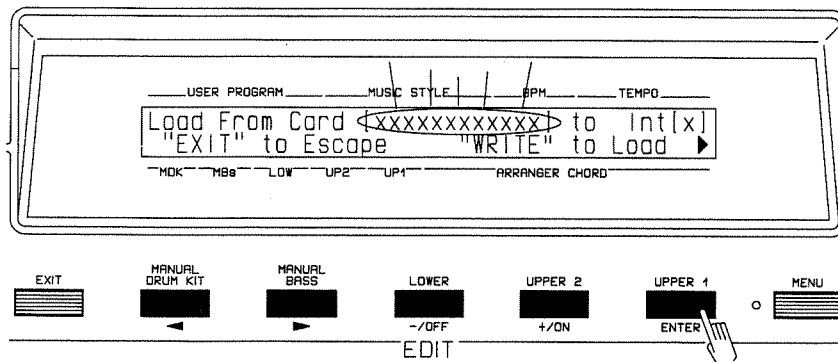 USER PROGRAM MUSIC STYLE BPM TEMPO
Load From Card [XXXXXXXXXXXX] to Int[x]
"EXIT" to Escape "WRITE" to Load ▶
MDK MBs LOW UP2 UP1 ARRANGER CHORD
EXIT MANUAL DRUM KIT MANUAL BASS LOWER UPPER 2 UPPER 1 MENU
◀ ▶ -/OFF +/ON ENTER
EDIT